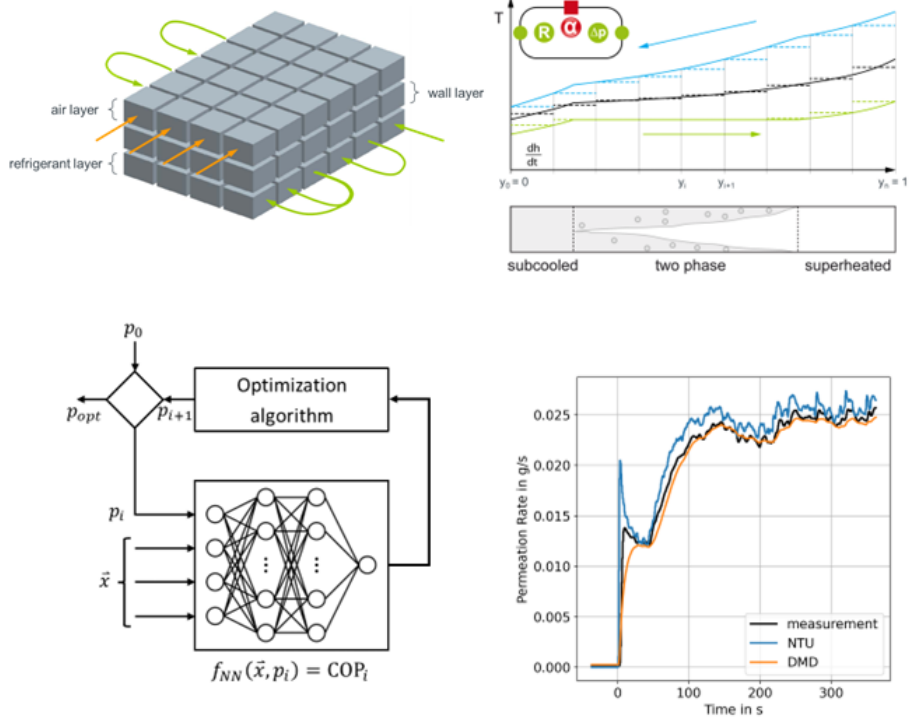 air layer
refrigerant layer
wall layer
T
R
α
Δp
dh
dt
y₀ = 0
yᵢ
yᵢ₊₁
yₙ = 1
subcooled
two phase
superheated
p₀
p_opt
pᵢ₊₁
Optimization
algorithm
pᵢ
x⃗
⋮
⋮
f_NN(x⃗, pᵢ) = COPᵢ
Permeation Rate in g/s
0.025
0.020
0.015
0.010
0.005
0.000
measurement
NTU
DMD
0
100
200
300
Time in s